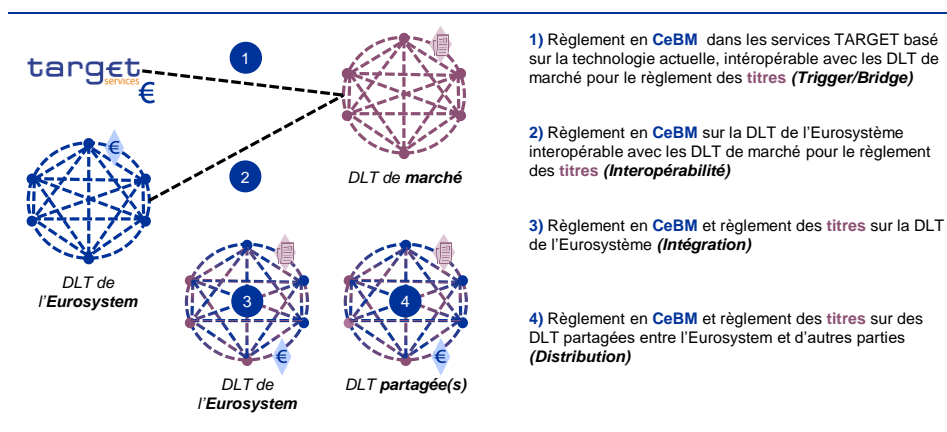 target
services
€
1
€
2
DLT de marché
DLT de
l’Eurosystem
3
€
DLT de
l’Eurosystem
4
€
DLT partagée(s)
1) Règlement en CeBM dans les services TARGET basé
sur la technologie actuelle, intéropérable avec les DLT de
marché pour le règlement des titres (Trigger/Bridge)
2) Règlement en CeBM sur la DLT de l’Eurosystème
interopérable avec les DLT de marché pour le règlement
des titres (Interopérabilité)
3) Règlement en CeBM et règlement des titres sur la DLT
de l’Eurosystème (Intégration)
4) Règlement en CeBM et règlement des titres sur des
DLT partagées entre l’Eurosystem et d’autres parties
(Distribution)